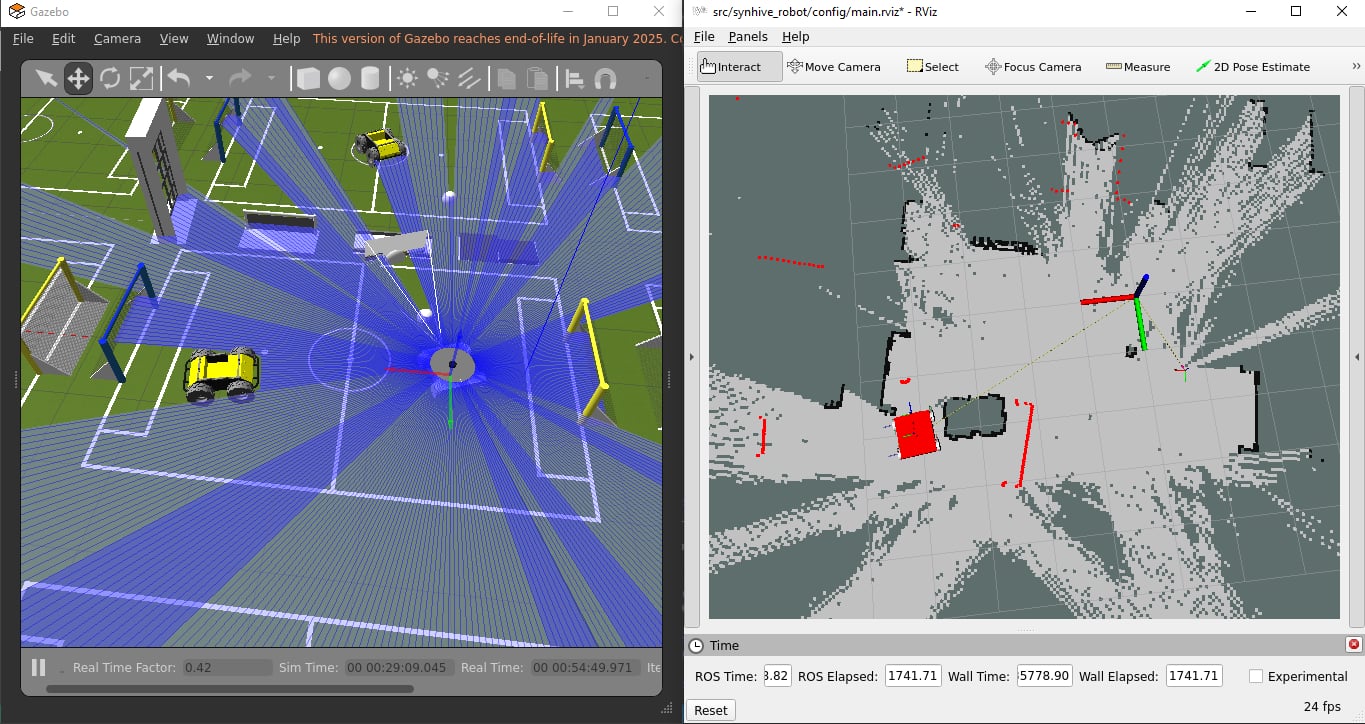 Gazebo
File Edit Camera View Window Help This version of Gazebo reaches end-of-life in January 2025. Co
Real Time Factor: 0.42 Sim Time: 00 00:29:09.045 Real Time: 00 00:54:49.971 Ite
src/synhive_robot/config/main.rviz* - RViz
File Panels Help
Interact Move Camera Select Focus Camera Measure 2D Pose Estimate »
Time
ROS Time: 3.82 ROS Elapsed: 1741.71 Wall Time: 5778.90 Wall Elapsed: 1741.71 Experimental
Reset 24 fps